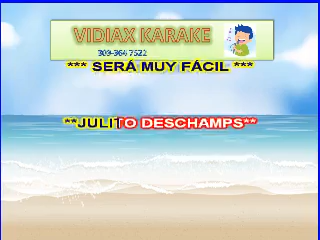 VIDIAX KARAKE
309-364 7522
*** SERÁ MUY FÁCIL ***
**JULITO DESCHAMPS**